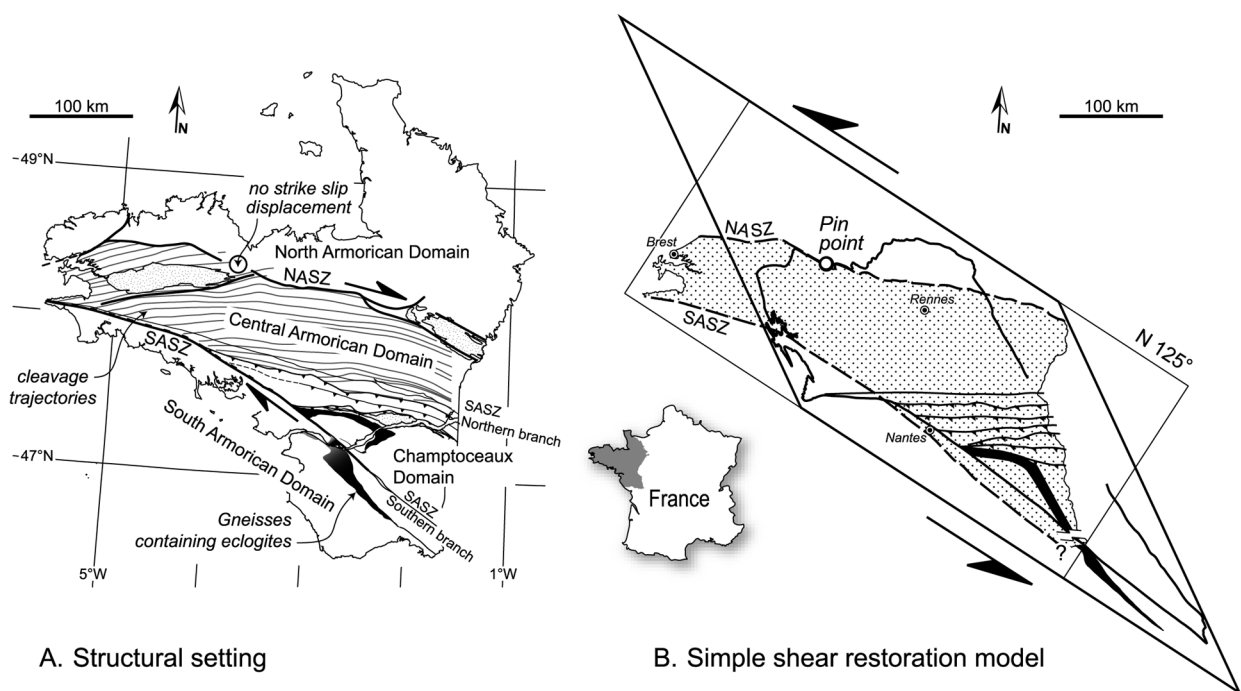 100 km
N
~49°N
no strike slip
displacement
North Armorican Domain
NASZ
Central Armorican Domain
SASZ
cleavage
trajectories
South Armorican Domain
SASZ
Northern branch
~47°N
Champtoceaux
Domain
SASZ
Southern branch
Gneisses
containing eclogites
5°W
1°W
A. Structural setting
N
100 km
Pin
point
NASZ
Brest
Rennes
SASZ
N 125°
Nantes
France
?
B. Simple shear restoration model